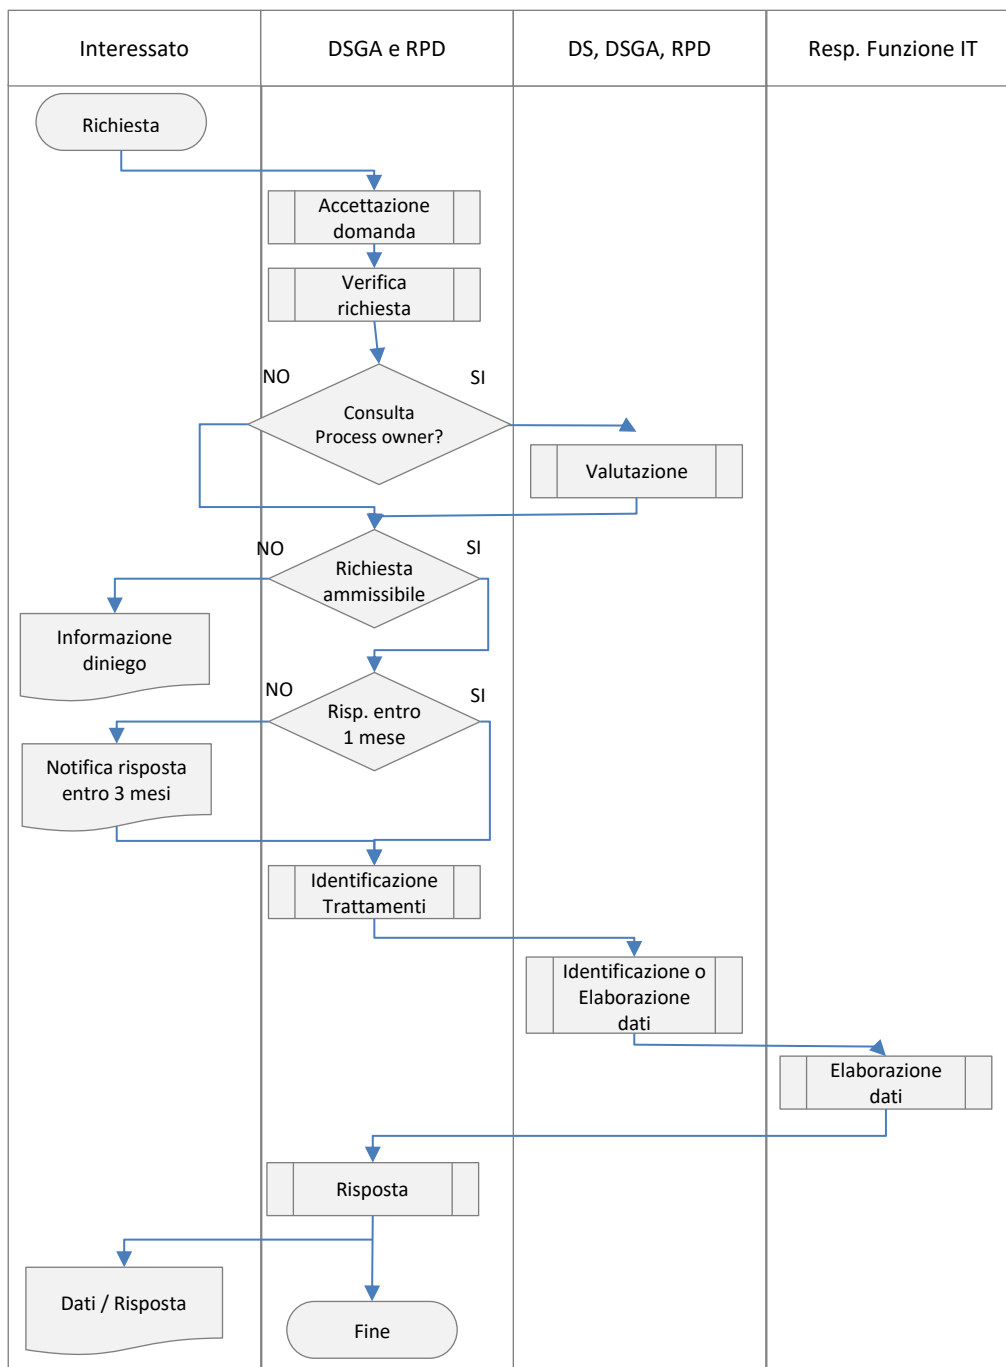 Interessato
DSGA e RPD
DS, DSGA, RPD
Resp. Funzione IT
Richiesta
Accettazione
domanda
Verifica
richiesta
NO
SI
Consulta
Process owner?
Valutazione
NO
SI
Richiesta
ammissibile
Informazione
diniego
NO
SI
Risp. entro
1 mese
Notifica risposta
entro 3 mesi
Identificazione
Trattamenti
Identificazione o
Elaborazione
dati
Elaborazione
dati
Risposta
Dati / Risposta
Fine